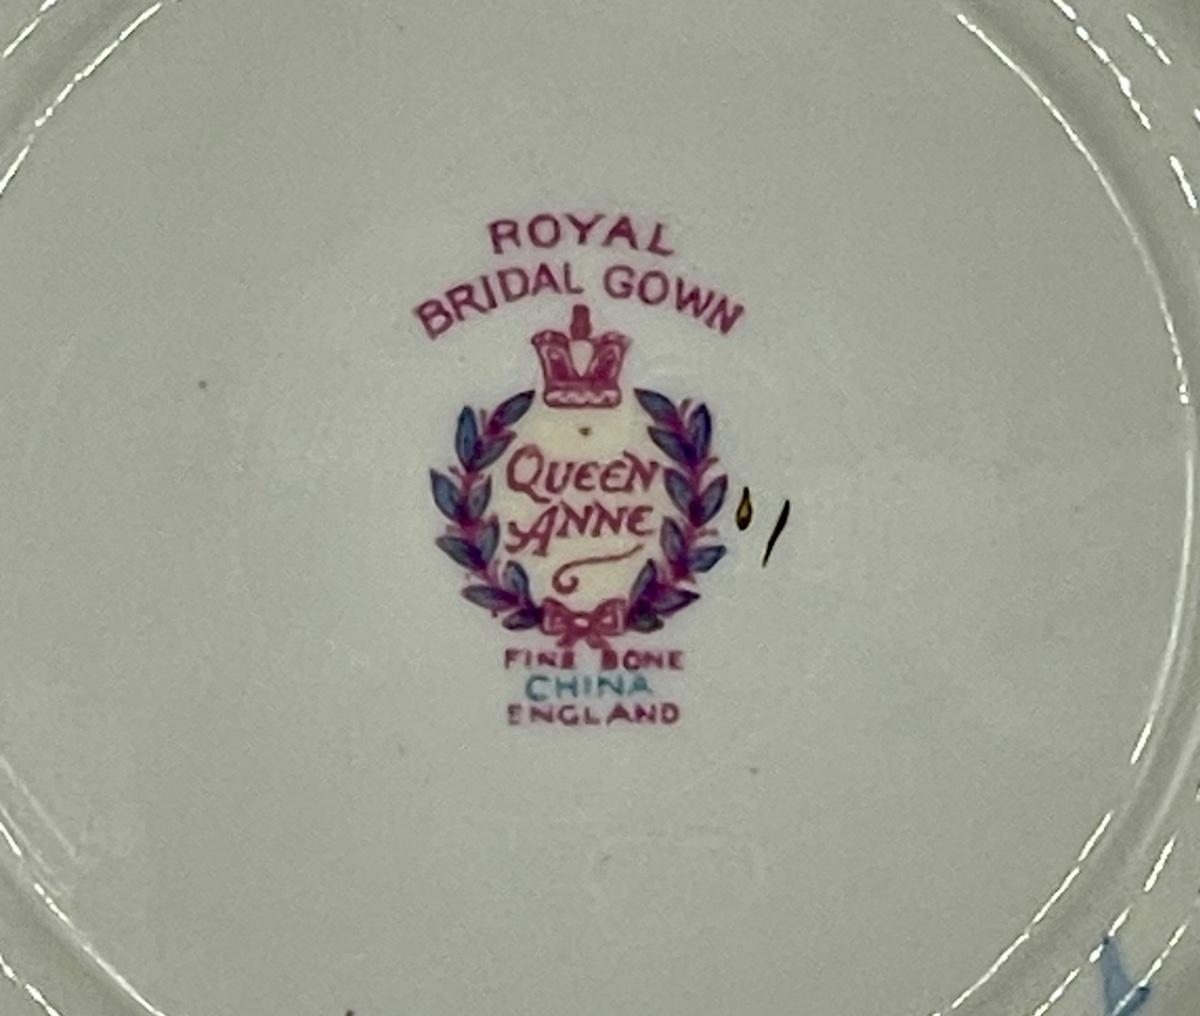 ROYAL
BRIDAL GOWN
QUEEN
ANNE
FINE BONE
CHINA
ENGLAND